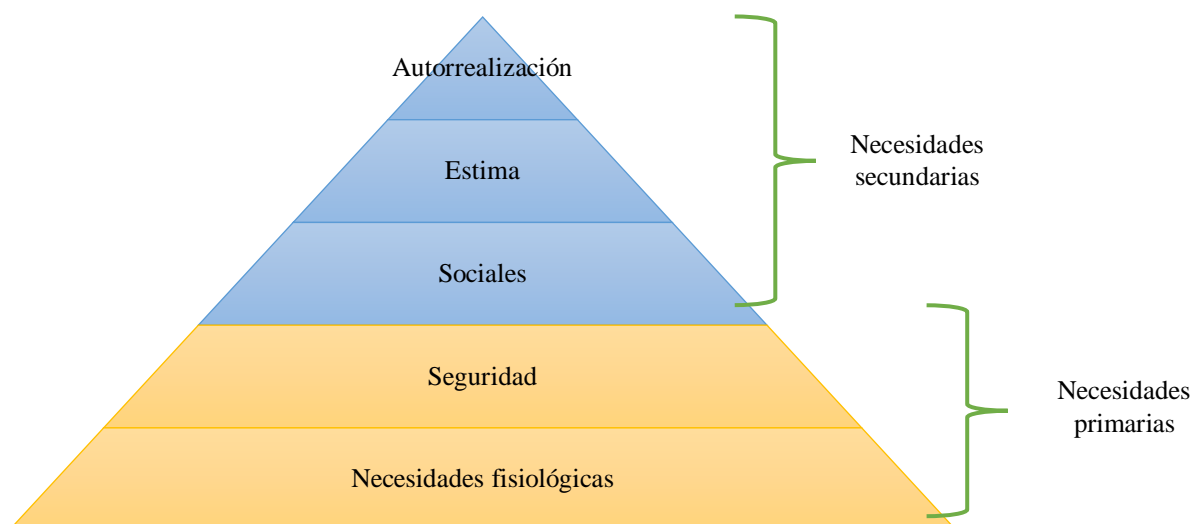 Autorrealización
Estima
Sociales
Seguridad
Necesidades fisiológicas
Necesidades
secundarias
Necesidades
primarias